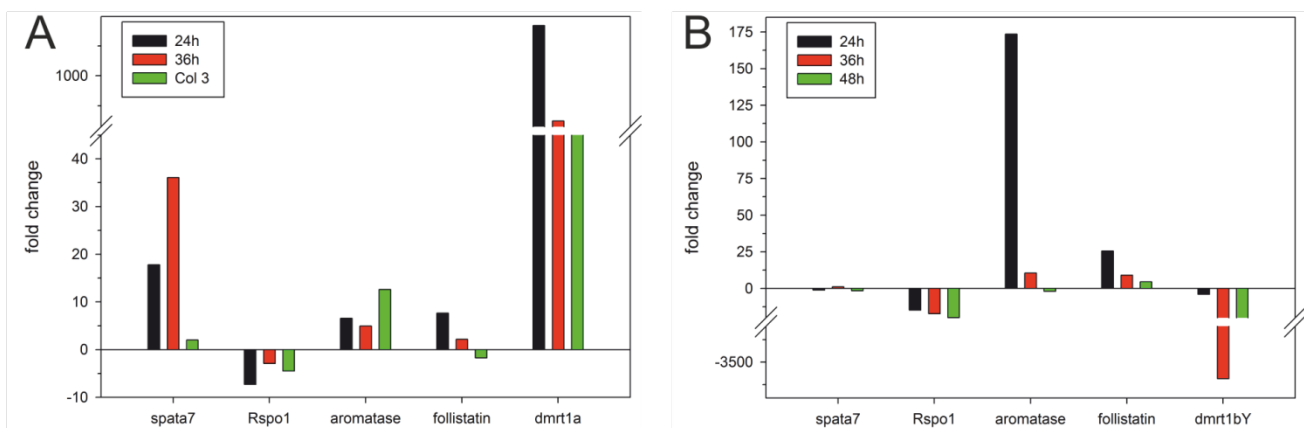 A
24h
36h
Col 3
fold change
1000
40
30
20
10
0
-10
spata7 Rspo1 aromatase follistatin dmrt1a
B
24h
36h
48h
fold change
175
150
125
100
75
50
25
0
-3500
spata7 Rspo1 aromatase follistatin dmrt1bY